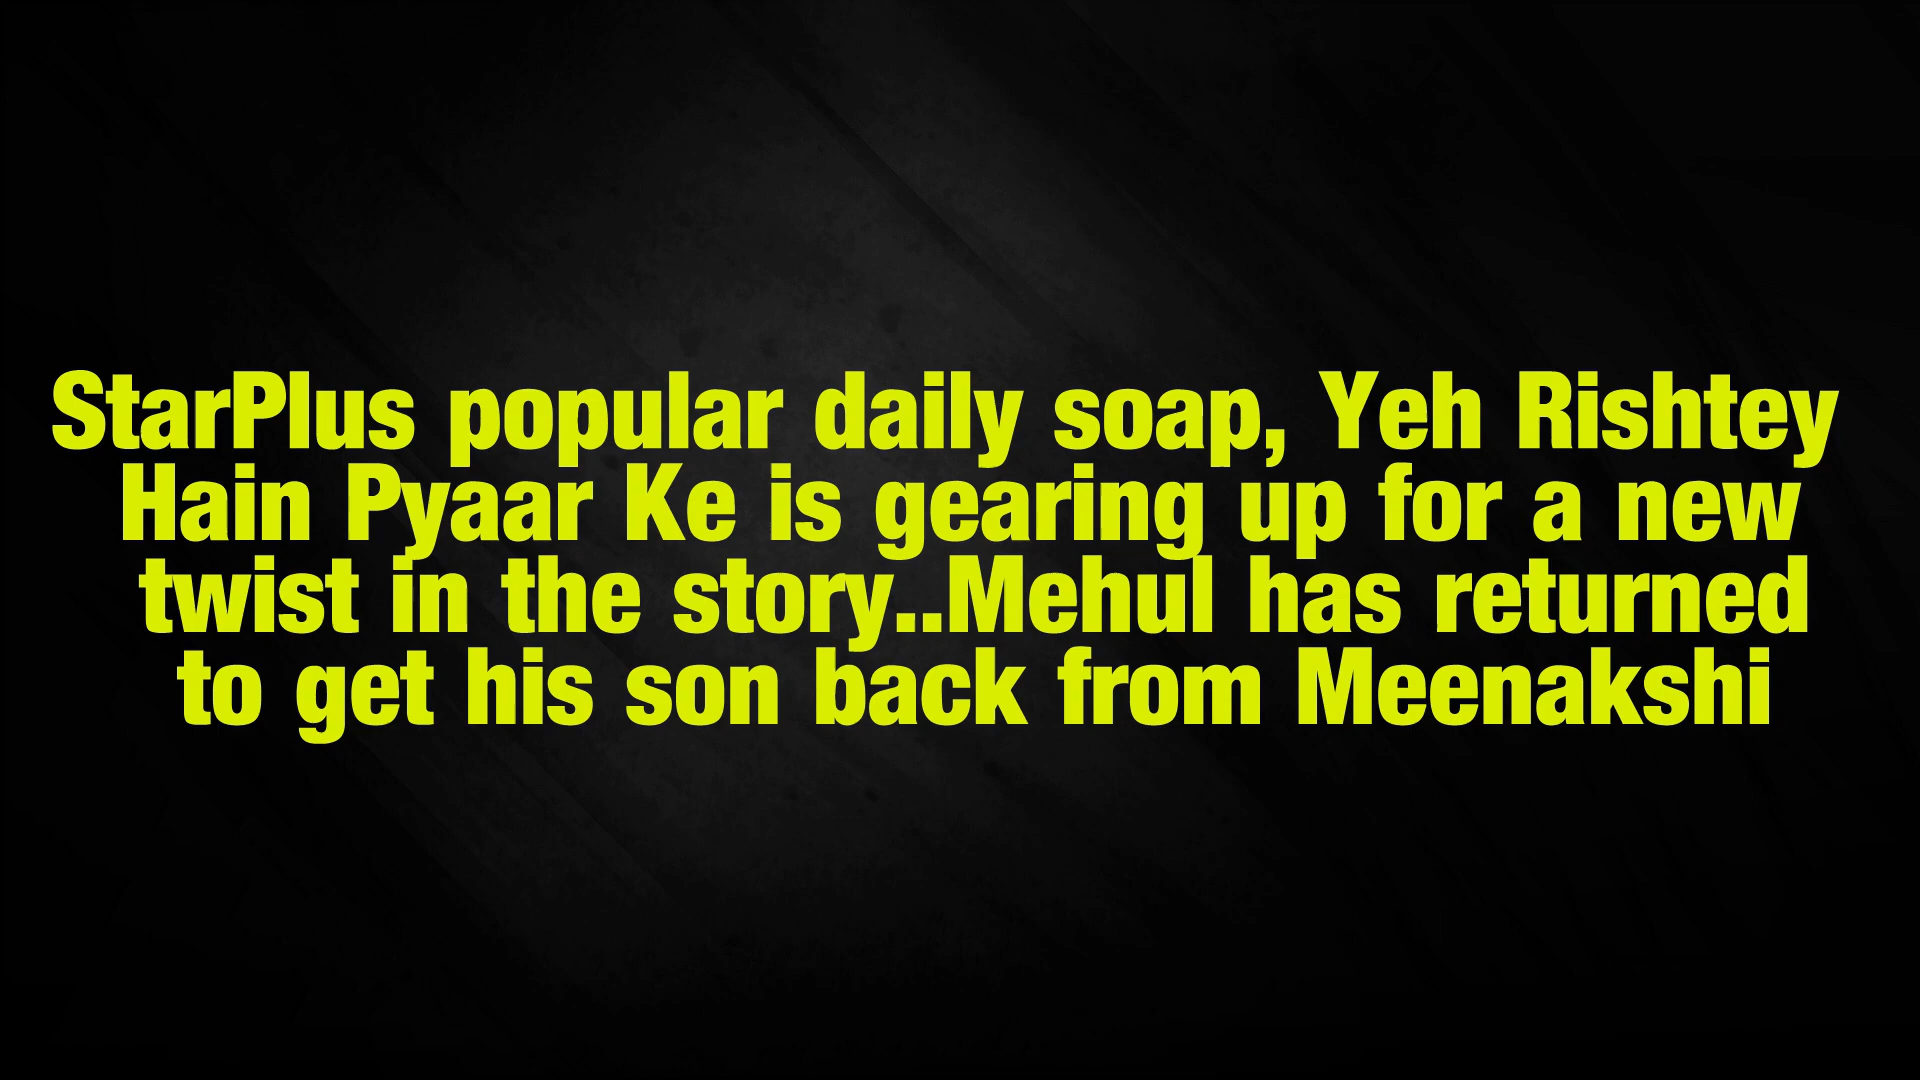 StarPlus popular daily soap, Yeh Rishtey
Hain Pyaar Ke is gearing up for a new
twist in the story..Mehul has returned
to get his son back from Meenakshi